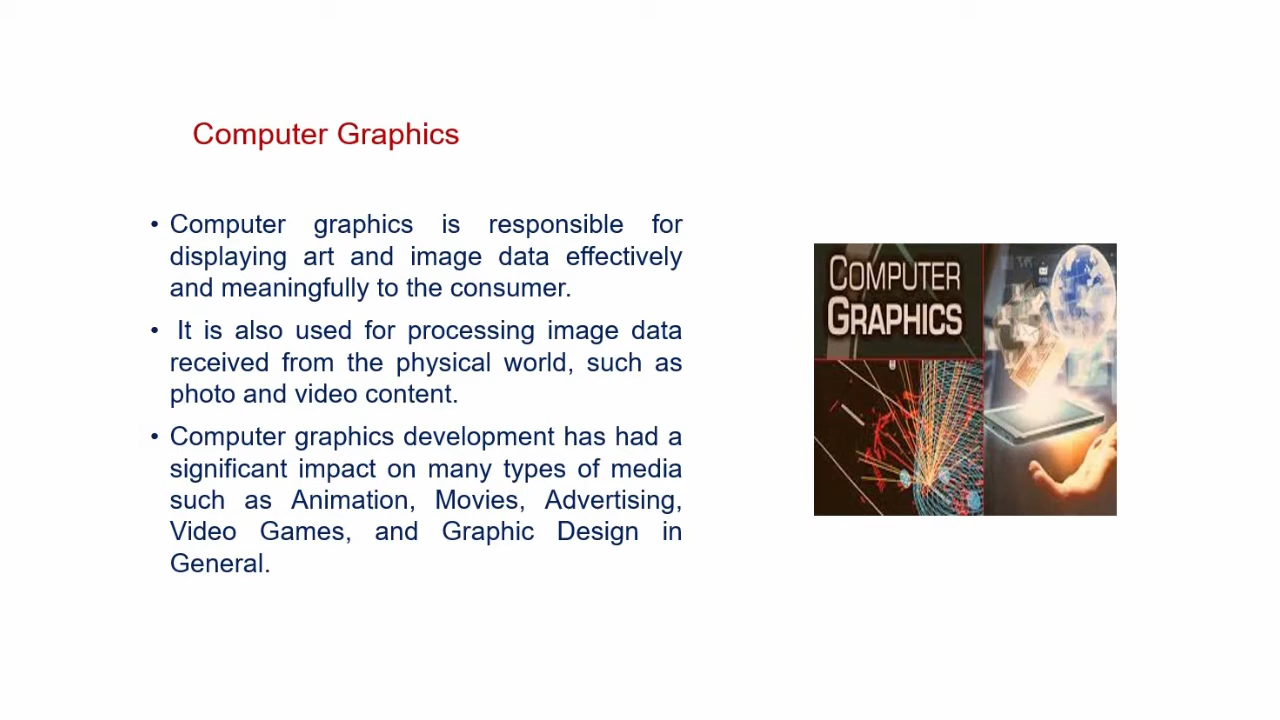 Computer Graphics
• Computer graphics is responsible for
displaying art and image data effectively
and meaningfully to the consumer.
• It is also used for processing image data
received from the physical world, such as
photo and video content.
• Computer graphics development has had a
significant impact on many types of media
such as Animation, Movies, Advertising,
Video Games, and Graphic Design in
General.
COMPUTER
GRAPHICS